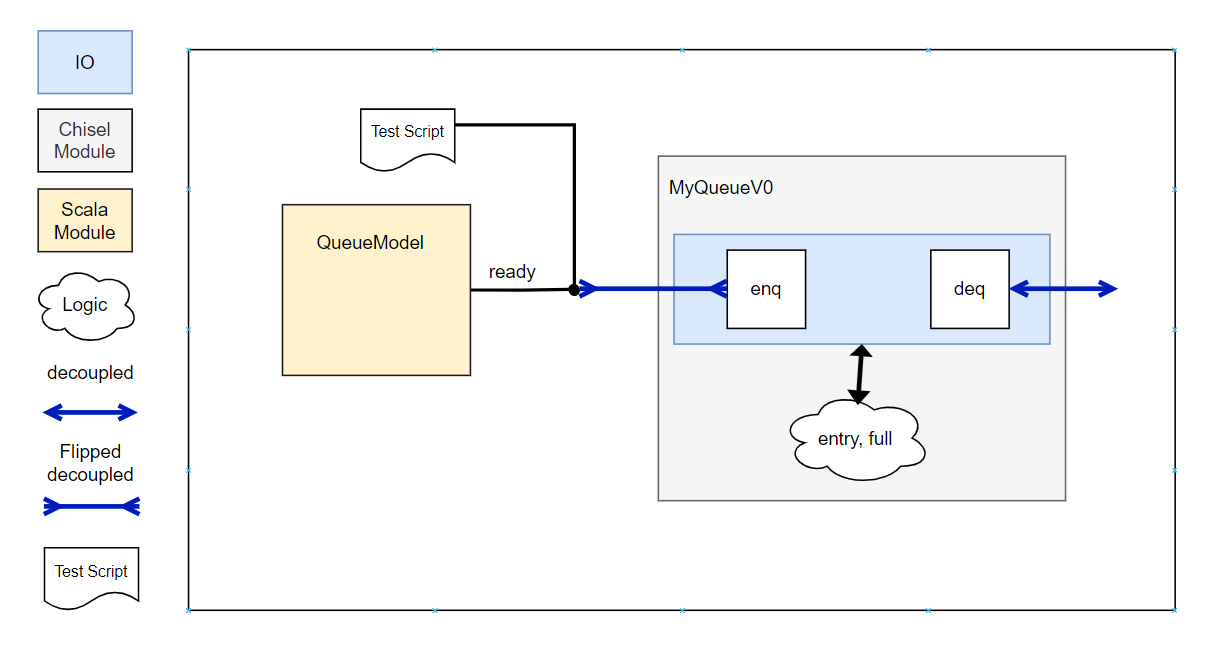 IO
Chisel
Module
Scala
Module
Logic
decoupled
Flipped
decoupled
Test Script
Test Script
QueueModel
ready
MyQueueV0
enq
deq
entry, full